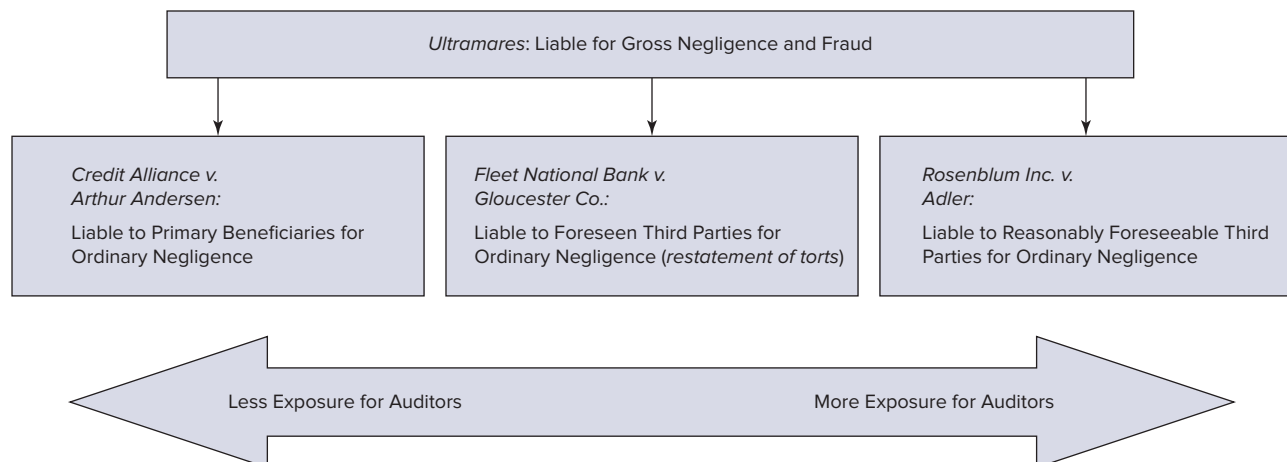 Ultramares: Liable for Gross Negligence and Fraud
Credit Alliance v.
Arthur Andersen:
Liable to Primary Beneficiaries for
Ordinary Negligence
Fleet National Bank v.
Gloucester Co.:
Liable to Foreseen Third Parties for
Ordinary Negligence (restatement of torts)
Rosenblum Inc. v.
Adler:
Liable to Reasonably Foreseeable Third
Parties for Ordinary Negligence
Less Exposure for Auditors
More Exposure for Auditors